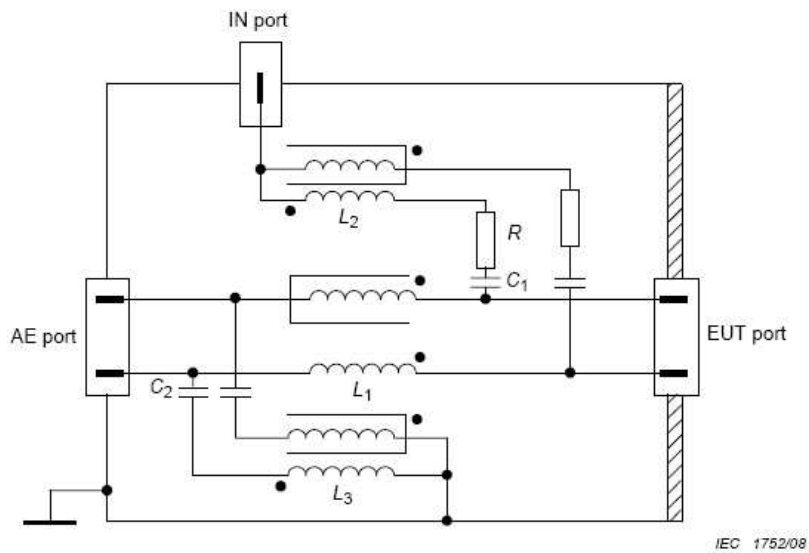 IN port
L2
R
C1
AE port
EUT port
C2
L1
L3
IEC 1752/08